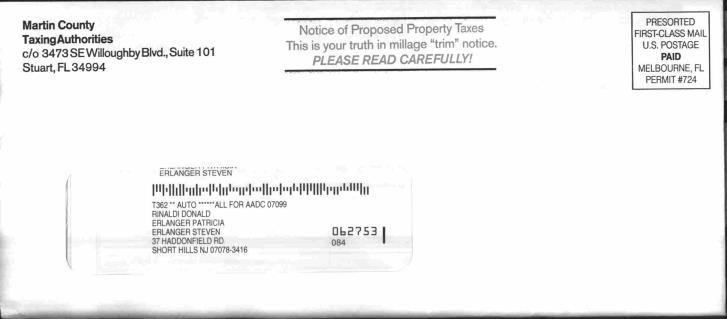 Martin County
Taxing Authorities
c/o 3473 SE Willoughby Blvd., Suite 101
Stuart, FL 34994
Notice of Proposed Property Taxes
This is your truth in millage "trim" notice.
PLEASE READ CAREFULLY!
PRESORTED
FIRST-CLASS MAIL
U.S. POSTAGE
PAID
MELBOURNE, FL
PERMIT #724
ERLANGER STEVEN
T362 ** AUTO ******ALL FOR AADC 07099
RINALDI DONALD
ERLANGER PATRICIA
ERLANGER STEVEN
37 HADDONFIELD RD
SHORT HILLS NJ 07078-3416
062753
084